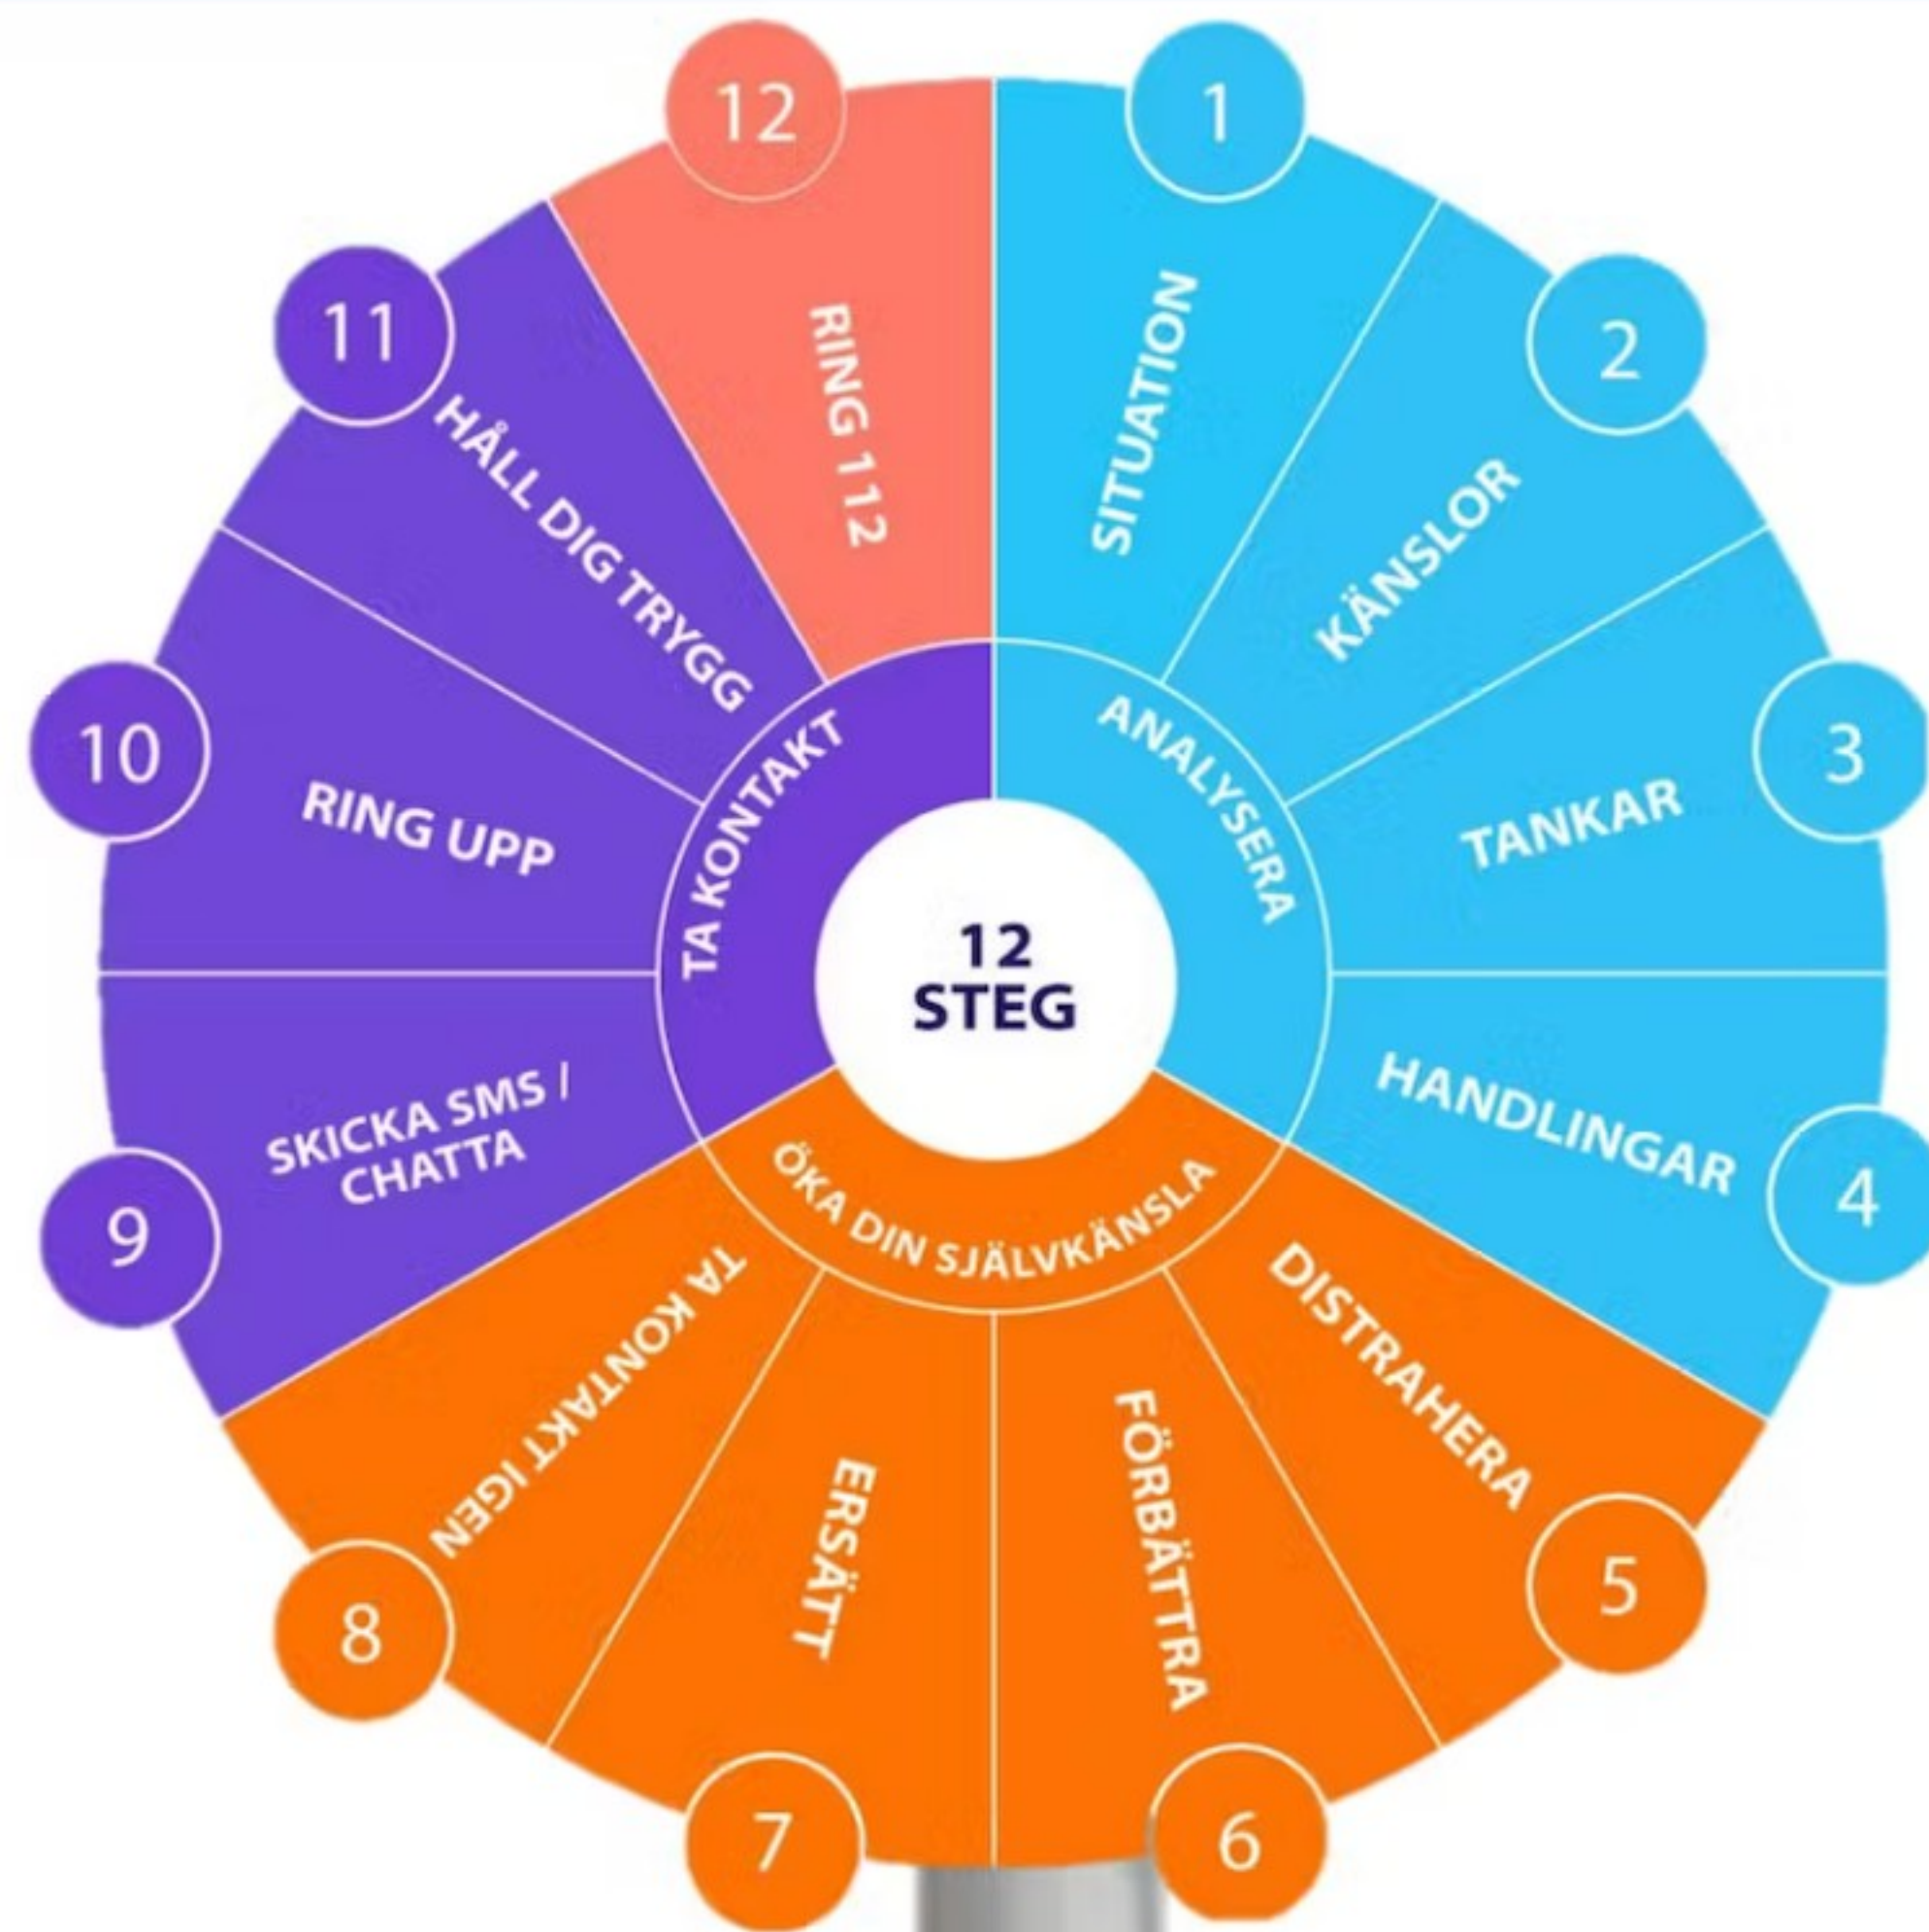 12
STEG
ANALYSERA
1
SITUATION
2
KÄNSLOR
3
TANKAR
4
HANDLINGAR
ÖKA DIN SJÄLVKÄNSLA
5
DISTRAHERA
6
FÖRBÄTTRA
7
ERSÄTT
8
TA KONTAKT IGEN
TA KONTAKT
9
SKICKA SMS /
CHATTA
10
RING UPP
11
HÅLL DIG TRYGG
12
RING 112